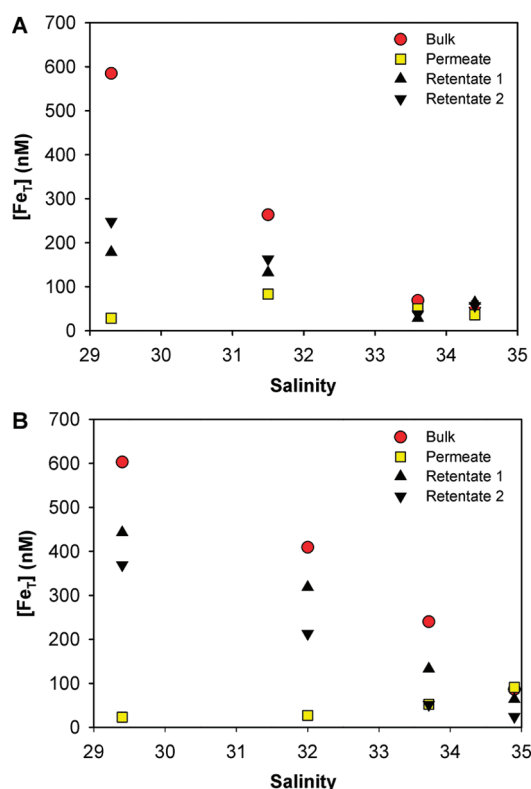 A
700
600
500
400
300
200
100
0
[Fe_T] (nM)
Bulk
Permeate
Retentate 1
Retentate 2
29 30 31 32 33 34 35
Salinity
B
700
600
500
400
300
200
100
0
[Fe_T] (nM)
Bulk
Permeate
Retentate 1
Retentate 2
29 30 31 32 33 34 35
Salinity